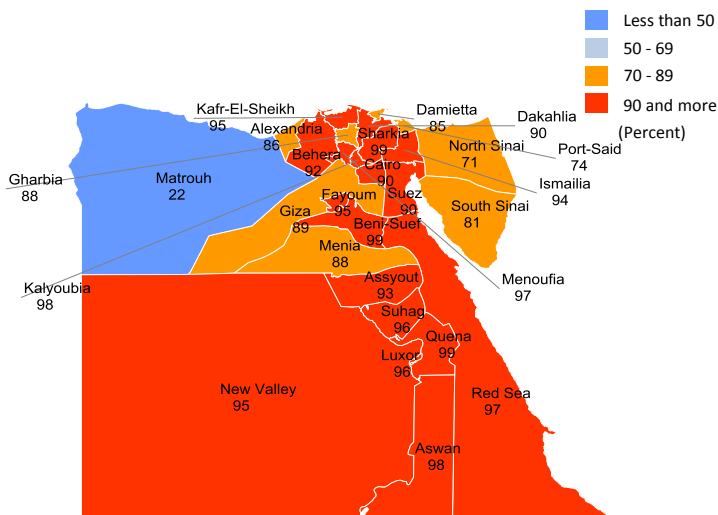 Less than 50
50 - 69
70 - 89
90 and more
(Percent)
Kafr-El-Sheikh
95
Damietta
85
Dakahlia
90
Alexandria
86
Sharkia
99
North Sinai
71
Port-Said
74
Behera
92
Cairo
90
Gharbia
88
Matrouh
22
Ismailia
94
Fayoum
95
Suez
90
Giza
89
South Sinai
81
Beni-Suef
99
Menia
88
Kalyoubia
98
Assyout
93
Menoufia
97
Suhag
96
Quena
99
Luxor
96
New Valley
95
Red Sea
97
Aswan
98